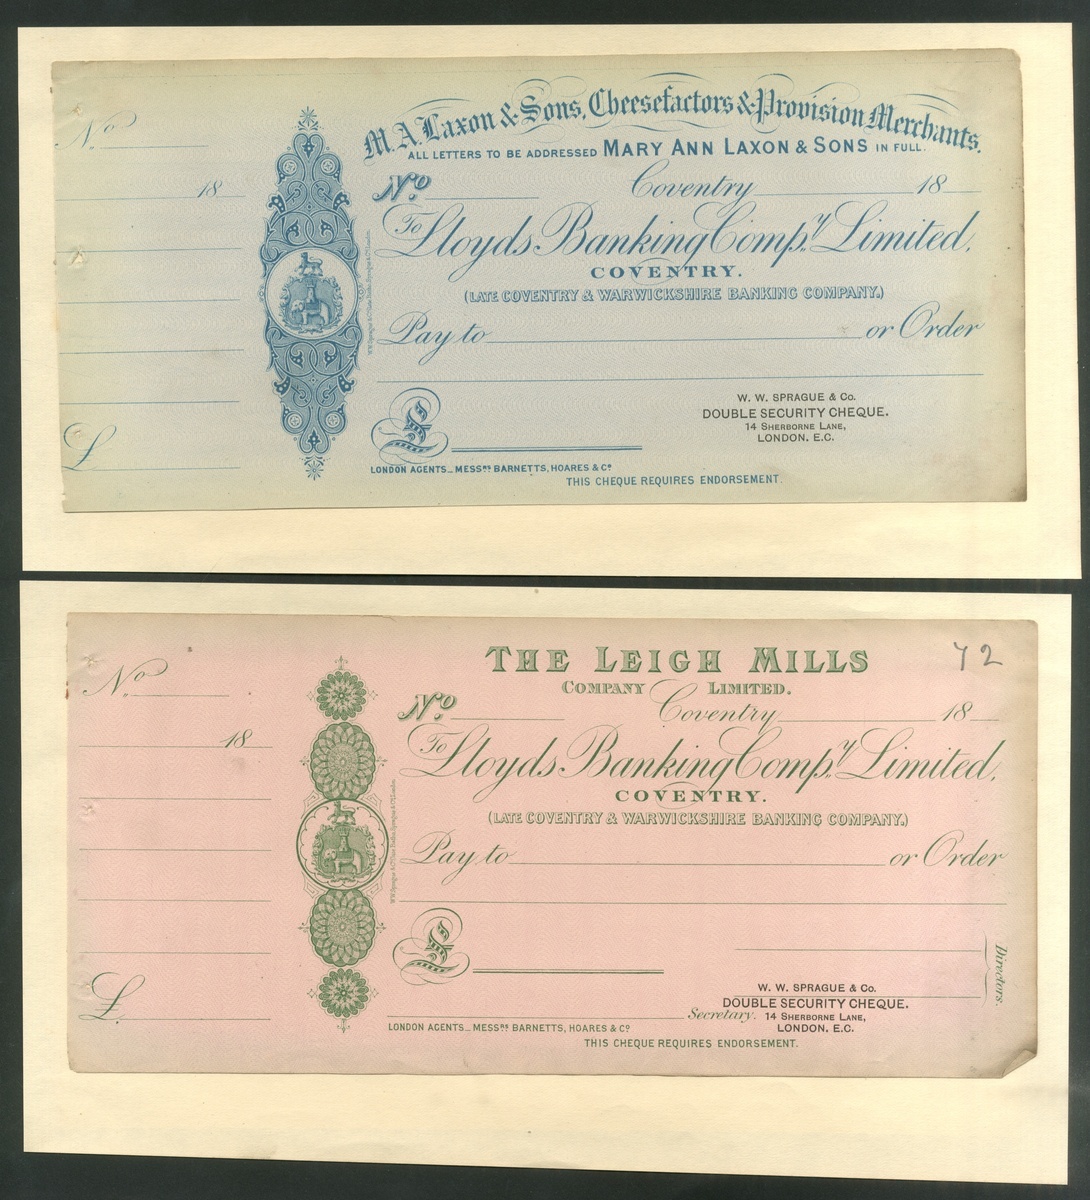 No
18
£
M. A. Laxon & Sons, Cheesefactors & Provision Merchants.
ALL LETTERS TO BE ADDRESSED MARY ANN LAXON & SONS IN FULL.
No. Coventry 18
To Lloyds Banking Compy. Limited,
COVENTRY.
(LATE COVENTRY & WARWICKSHIRE BANKING COMPANY.)
Pay to or Order
£
W. W. SPRAGUE & Co.
DOUBLE SECURITY CHEQUE.
14 SHERBORNE LANE,
LONDON. E.C.
LONDON AGENTS_ MESSRS BARNETTS, HOARES & Co
THIS CHEQUE REQUIRES ENDORSEMENT.
No
18
£
THE LEIGH MILLS
COMPANY LIMITED.
Y2
No. Coventry 18
To Lloyds Banking Compy. Limited,
COVENTRY.
(LATE COVENTRY & WARWICKSHIRE BANKING COMPANY.)
Pay to or Order
£
Directors.
W. W. SPRAGUE & Co.
DOUBLE SECURITY CHEQUE.
Secretary. 14 SHERBORNE LANE,
LONDON. E.C.
LONDON AGENTS_ MESSRS BARNETTS, HOARES & Co
THIS CHEQUE REQUIRES ENDORSEMENT.